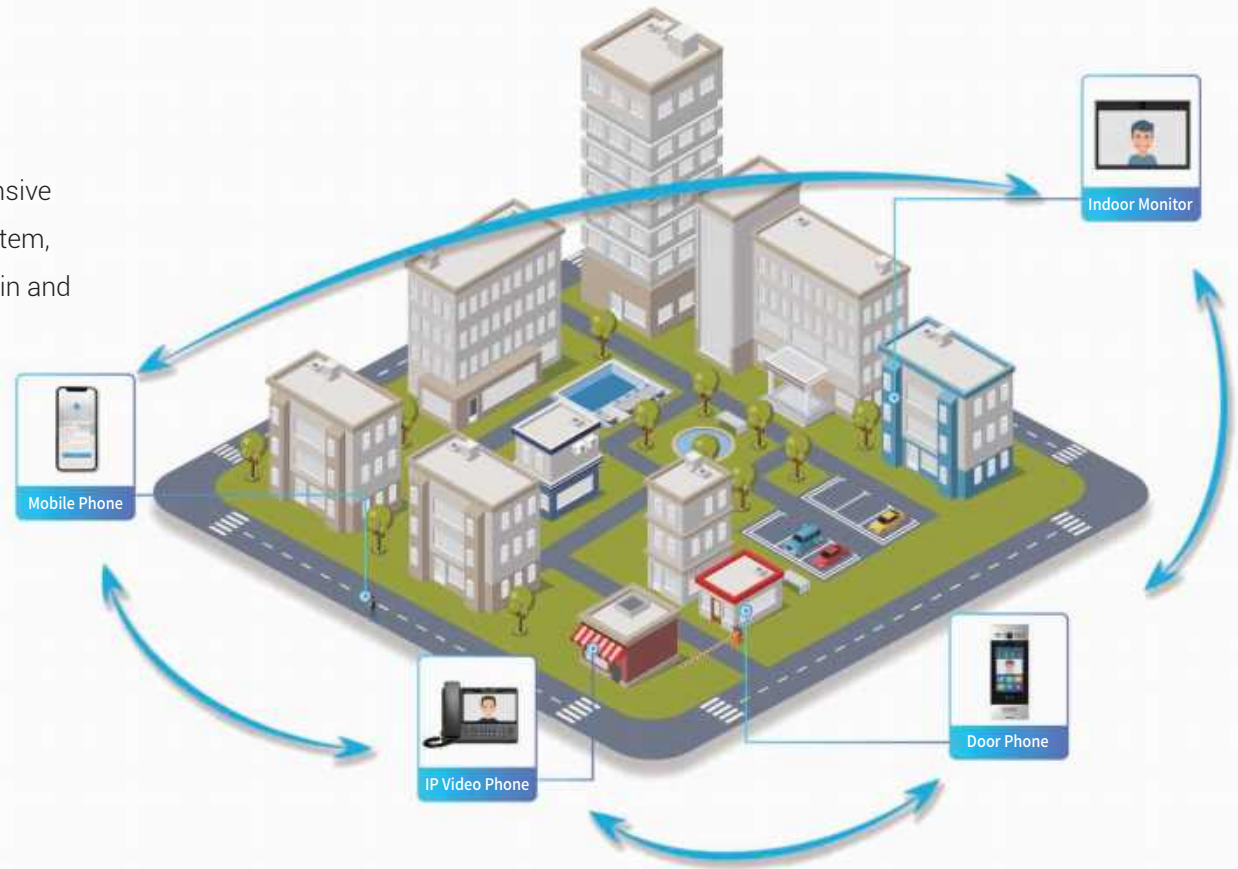 nsive
tem,
in and
Indoor Monitor
Mobile Phone
IP Video Phone
Door Phone